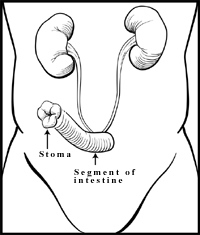 Stoma
Segment of
intestine